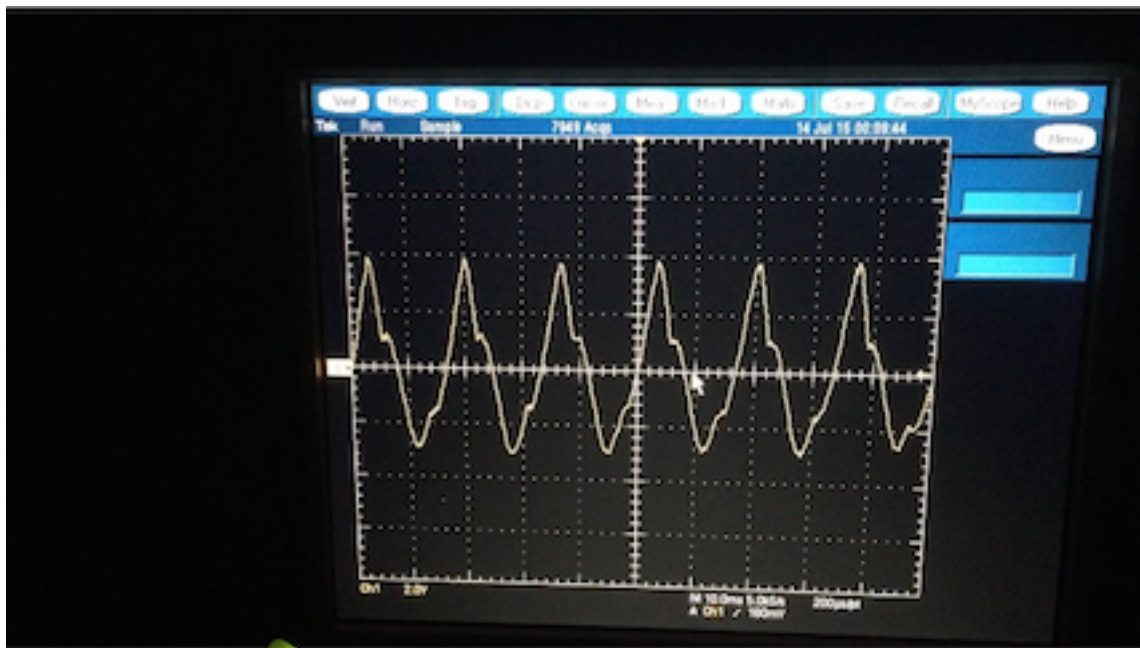 Vert Horiz Trig Disp Cursor Meas Mask Math Save Recall MyScope Help
Tek Run Sample 7949 Acqs 14 Jul 15 00:09:44
Menu
Ch1 2.0V M 10.0ms 5.0kS/s 200µs/pt
A Ch1 ∕ 160mV